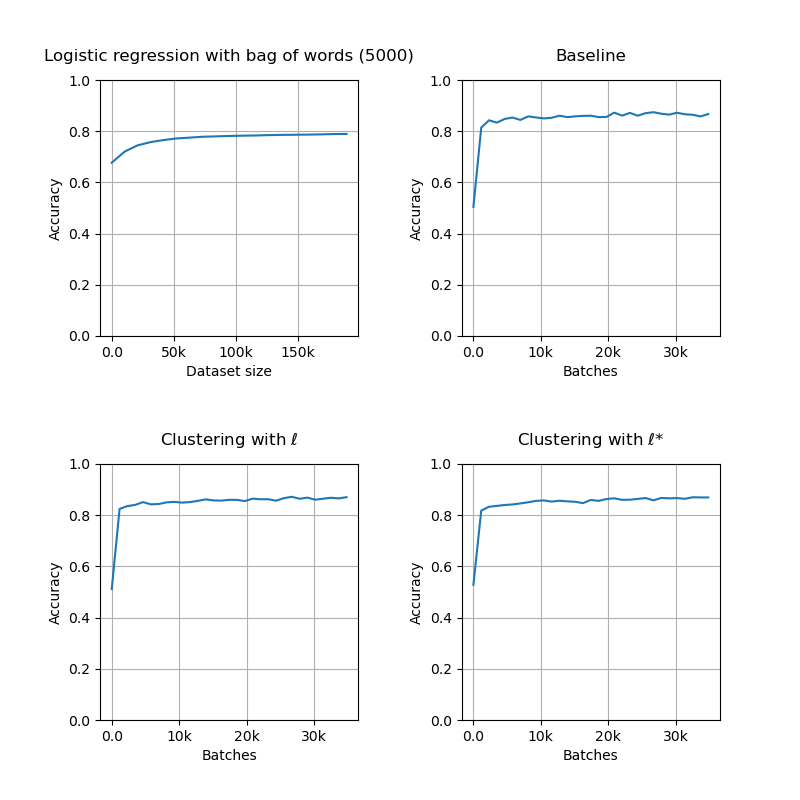 Logistic regression with bag of words (5000)
1.0
0.8
0.6
0.4
0.2
0.0
Accuracy
0.0 50k 100k 150k
Dataset size
Baseline
1.0
0.8
0.6
0.4
0.2
0.0
Accuracy
0.0 10k 20k 30k
Batches
Clustering with ℓ
1.0
0.8
0.6
0.4
0.2
0.0
Accuracy
0.0 10k 20k 30k
Batches
Clustering with ℓ*
1.0
0.8
0.6
0.4
0.2
0.0
Accuracy
0.0 10k 20k 30k
Batches